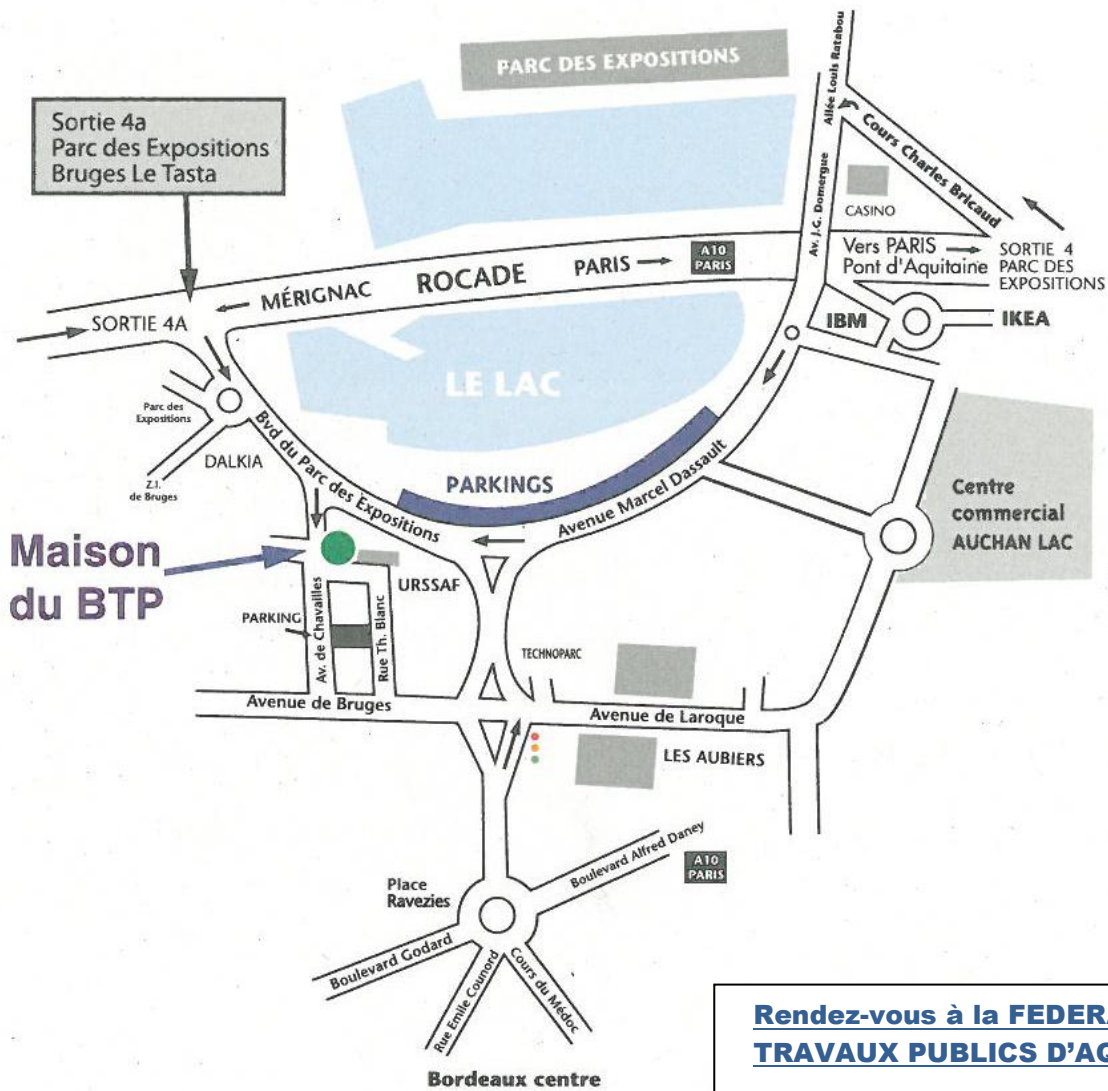 PARC DES EXPOSITIONS
Allée Louis Ratabou
Sortie 4a
Parc des Expositions
Bruges Le Tasta
Cours Charles Bricaud
CASINO
Av. J.G. Domergue
A10
PARIS
Vers PARIS
Pont d'Aquitaine
SORTIE 4
PARC DES
EXPOSITIONS
MÉRIGNAC
ROCADE
PARIS
SORTIE 4A
IBM
IKEA
LE LAC
Parc des
Expositions
DALKIA
Z.I.
de Bruges
Bvd du Parc des Expositions
PARKINGS
Avenue Marcel Dassault
Centre
commercial
AUCHAN LAC
Maison
du BTP
URSSAF
PARKING
Av. de Chavailles
Rue Th. Blanc
TECHNOPARC
Avenue de Bruges
Avenue de Laroque
LES AUBIERS
Boulevard Alfred Daney
A10
PARIS
Place
Ravezies
Boulevard Godard
Rue Emile Counord
Cours du Médoc
Bordeaux centre
Rendez-vous à la
TRAVAUX PUBLICS